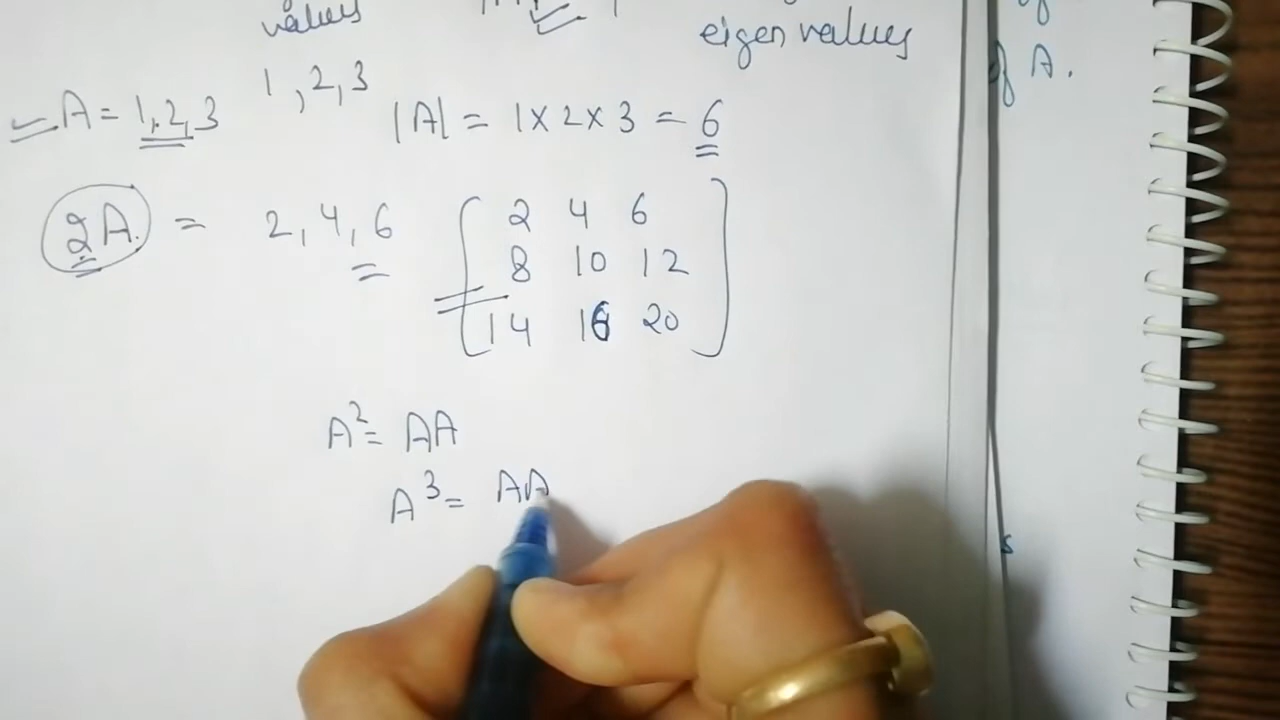 values
eigen values
1, 2, 3
A = 1, 2, 3
|A| = 1 x 2 x 3 = 6
of A.
2A. = 2, 4, 6
2 4 6
8 10 12
14 16 20
A² = AA
A³ = AA